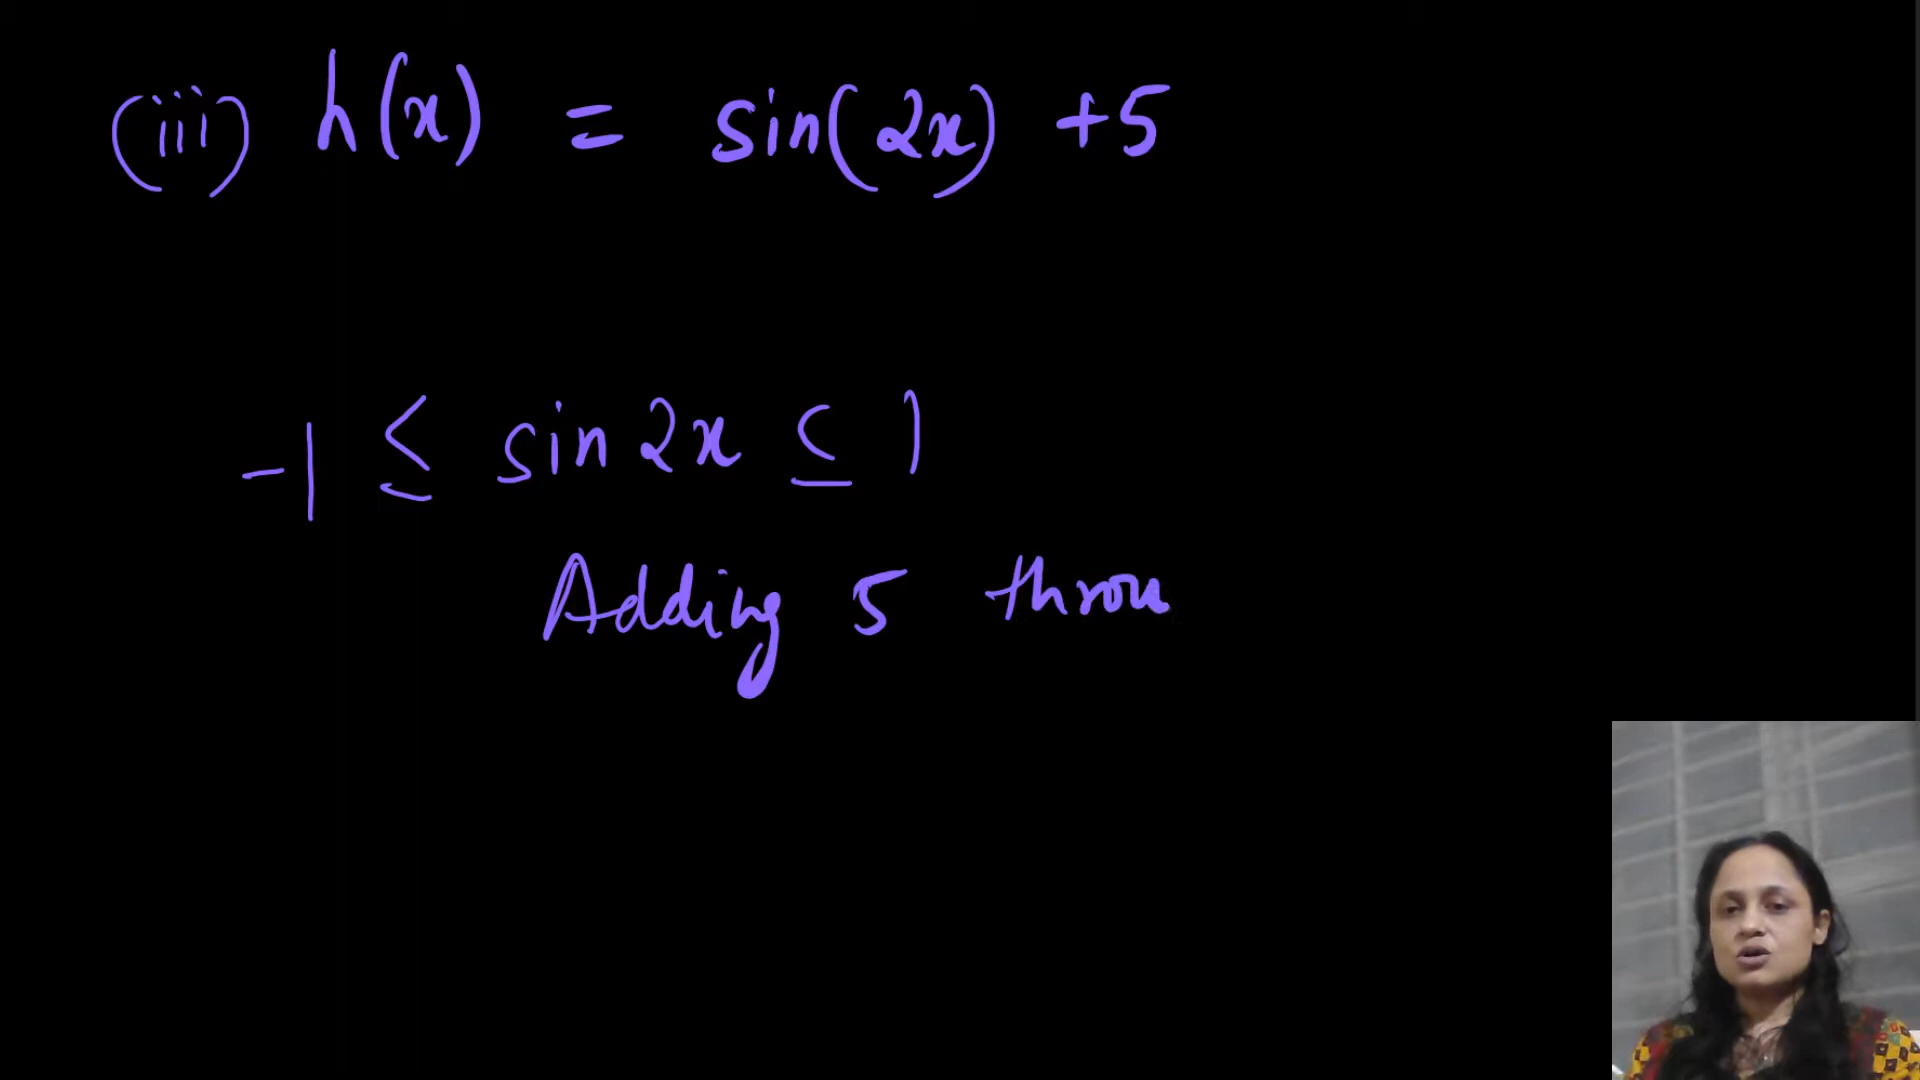 (iii) h(x) = sin(2x) +5
-1 ≤ sin 2x ≤ 1
Adding 5 throu